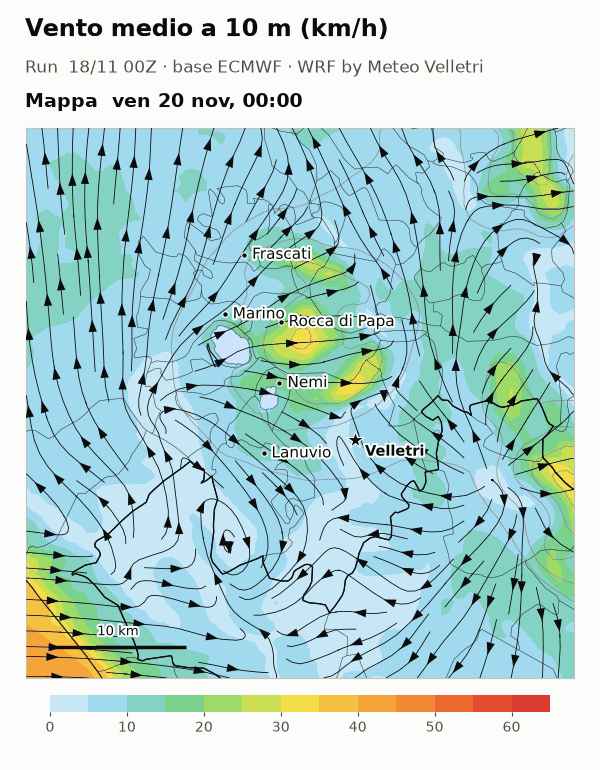 Vento medio a 10 m (km/h)
Run  18/11 00Z · base ECMWF · WRF by Meteo Velletri
Mappa  ven 20 nov, 00:00
Frascati
Marino
Rocca di Papa
Nemi
Velletri
Lanuvio
10 km
0 10 20 30 40 50 60